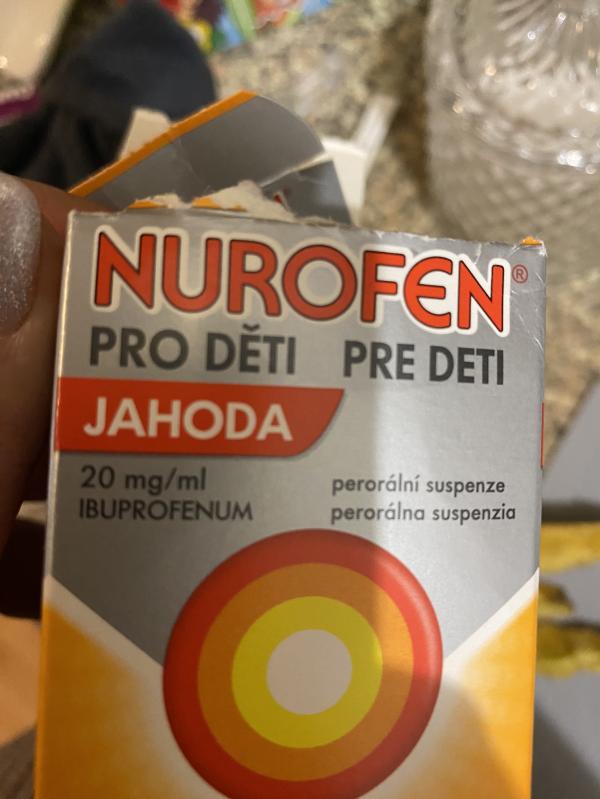 NUROFEN®
PRO DĚTI PRE DETI
JAHODA
20 mg/ml
IBUPROFENUM
perorální suspenze
perorálna suspenzia